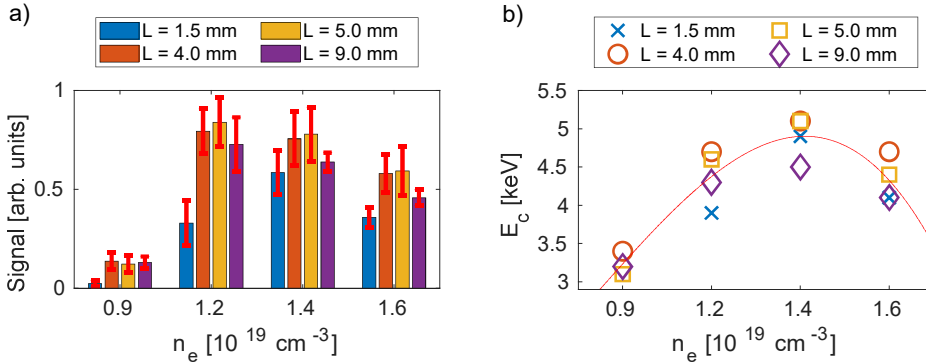 a)
L = 1.5 mm
L = 5.0 mm
L = 4.0 mm
L = 9.0 mm
Signal [arb. units]
1
0.5
0
0.9
1.2
1.4
1.6
n_e [10^19 cm^-3]
b)
L = 1.5 mm
L = 5.0 mm
L = 4.0 mm
L = 9.0 mm
E_c [keV]
5.5
5
4.5
4
3.5
3
0.9
1.2
1.4
1.6
n_e [10^19 cm^-3]